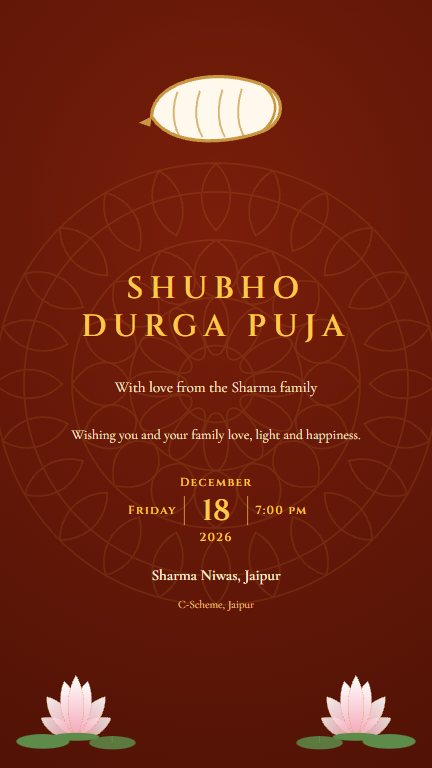 SHUBHO
DURGA PUJA
With love from the Sharma family
Wishing you and your family love, light and happiness.
December
Friday 18 7:00 PM
2026
Sharma Niwas, Jaipur
C-Scheme, Jaipur